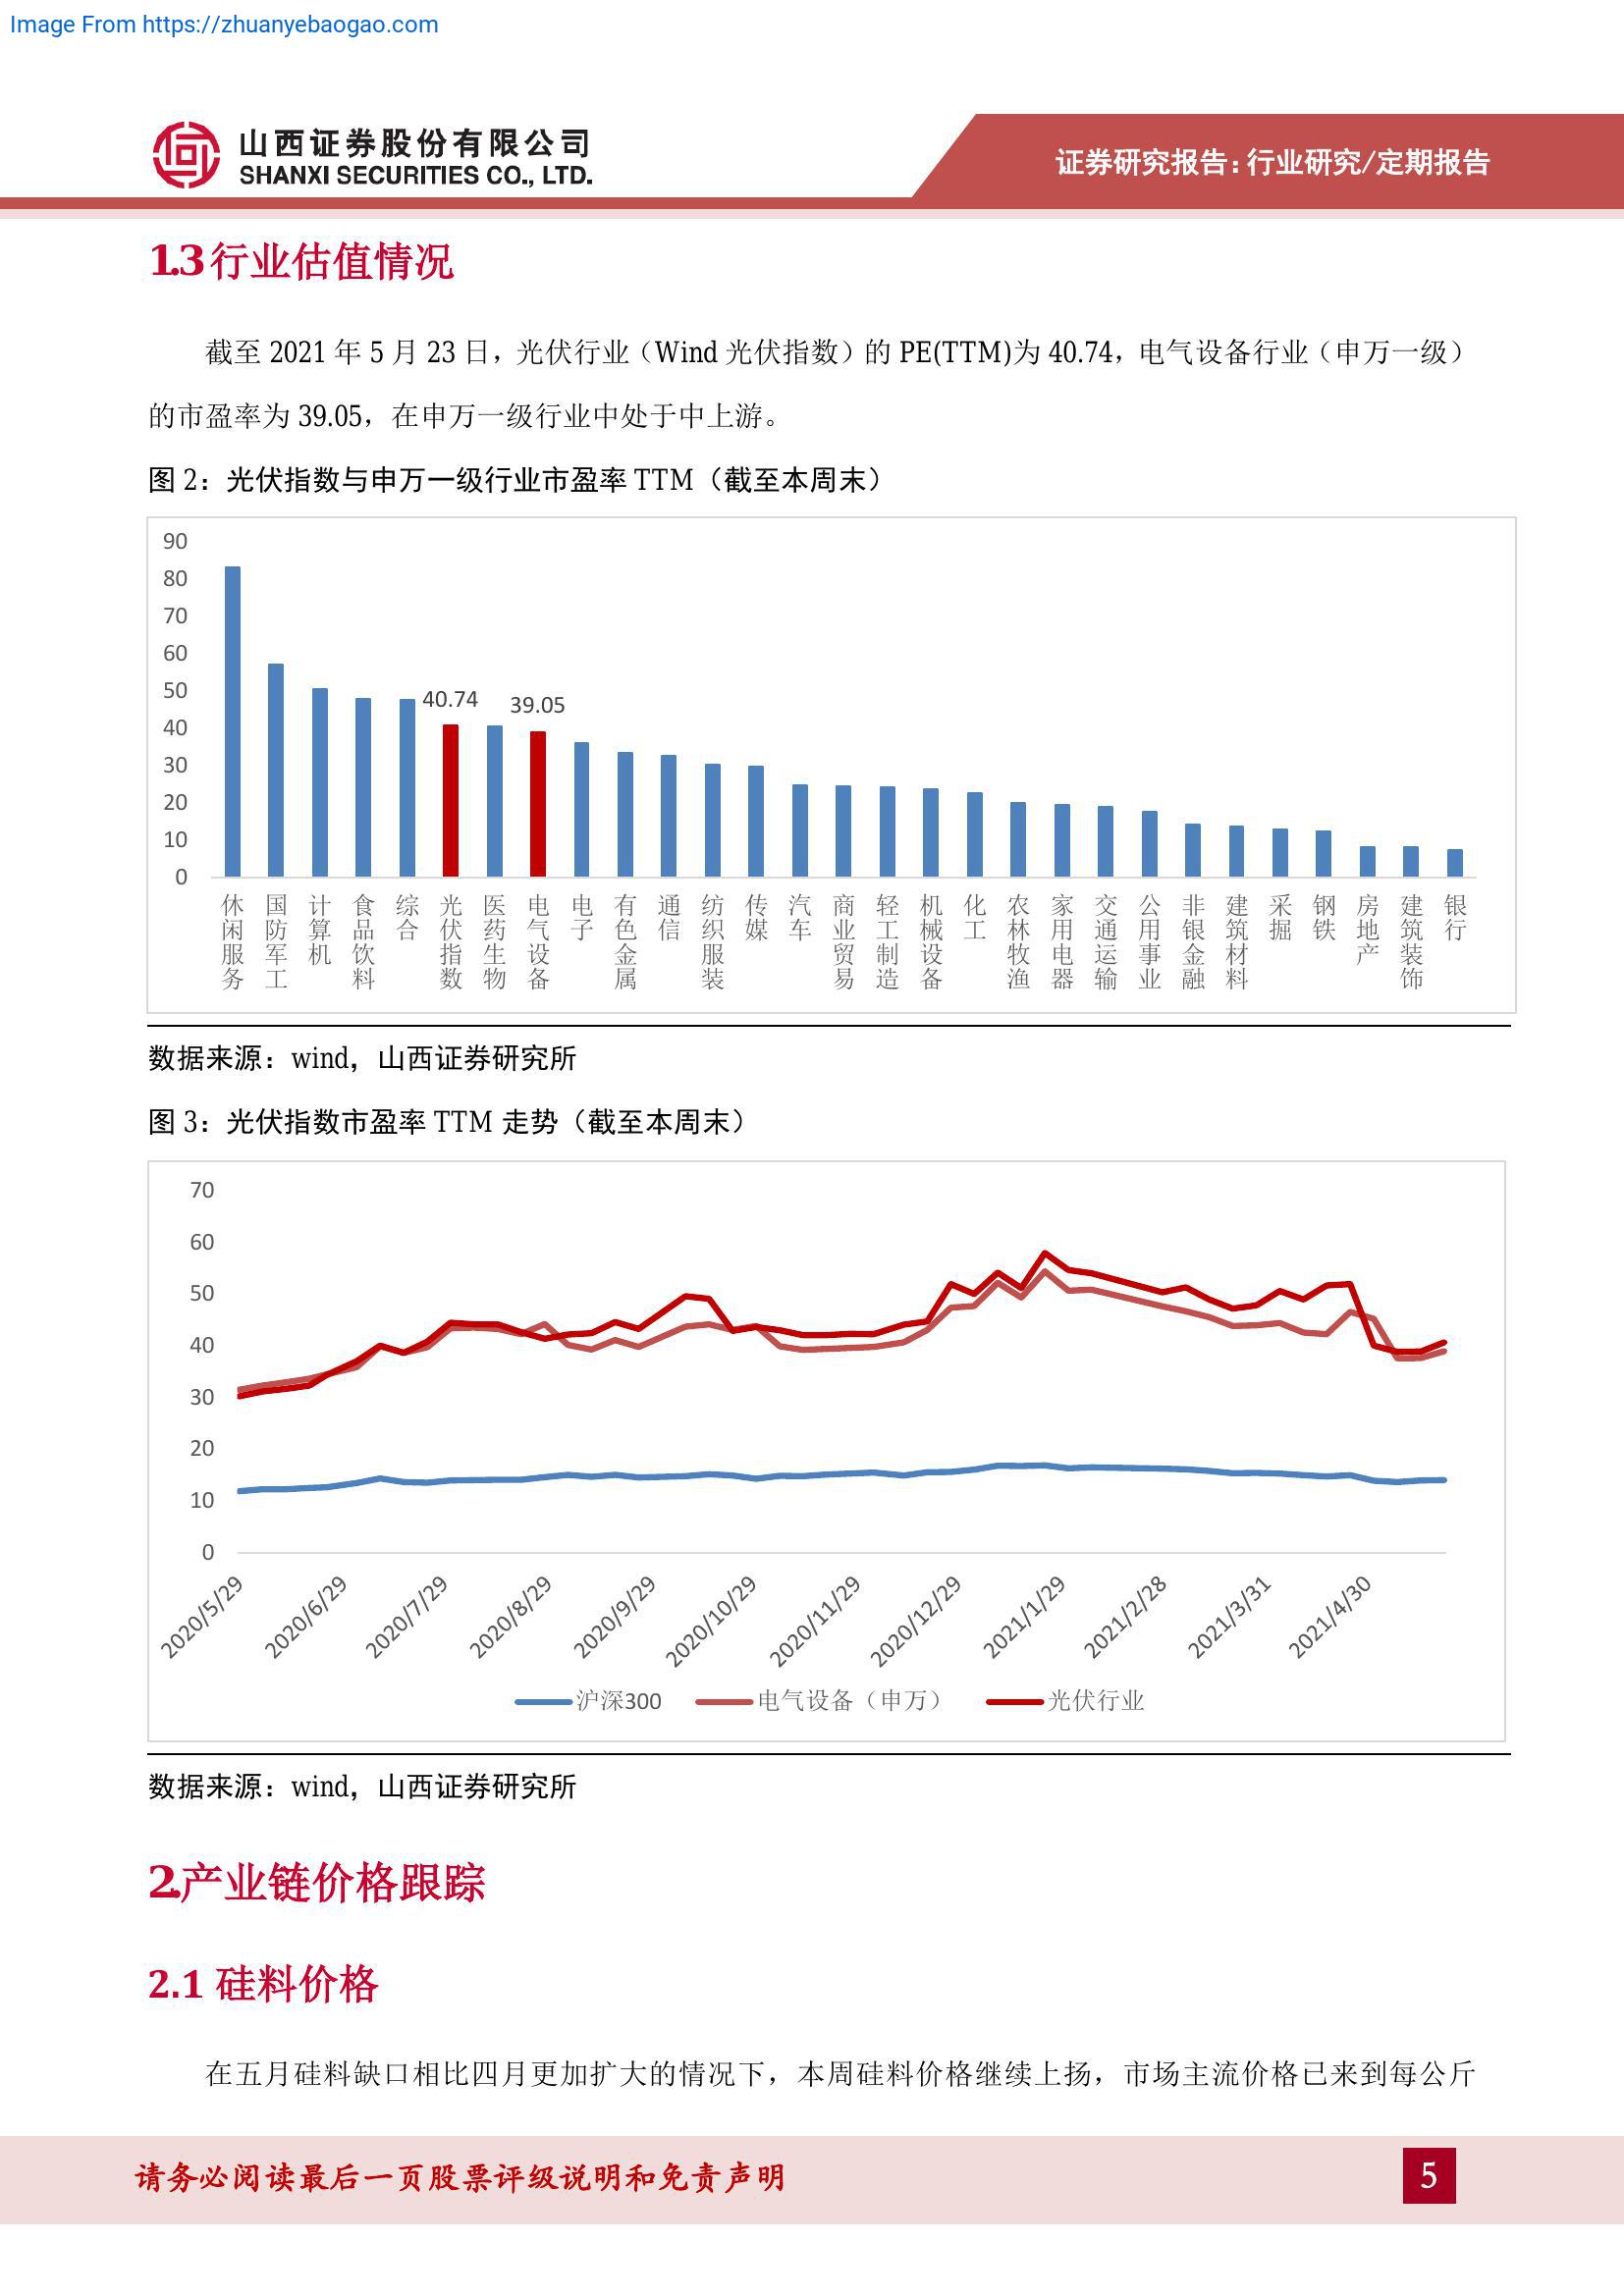 Image From https://zhuanyebaogao.com
山西证券股份有限公司
SHANXI SECURITIES CO., LTD.
证券研究报告:行业研究/定期报告
1.3 行业估值情况
截至 2021 年 5 月 23 日，光伏行业（Wind 光伏指数）的 PE(TTM)为 40.74，电气设备行业（申万一级）
的市盈率为 39.05，在申万一级行业中处于中上游。
图 2：光伏指数与申万一级行业市盈率 TTM（截至本周末）
90
80
70
60
50
40
30
20
10
0
40.74
39.05
休闲服务
国防军工
计算机
食品饮料
综合
光伏指数
医药生物
电气设备
电子
有色金属
通信
纺织服装
传媒
汽车
商业贸易
轻工制造
机械设备
化工
农林牧渔
家用电器
交通运输
公用事业
非银金融
建筑材料
采掘
钢铁
房地产
建筑装饰
银行
数据来源：wind，山西证券研究所
图 3：光伏指数市盈率 TTM 走势（截至本周末）
70
60
50
40
30
20
10
0
2020/5/29
2020/6/29
2020/7/29
2020/8/29
2020/9/29
2020/10/29
2020/11/29
2020/12/29
2021/1/29
2021/2/28
2021/3/31
2021/4/30
沪深300
电气设备（申万）
光伏行业
数据来源：wind，山西证券研究所
2.产业链价格跟踪
2.1 硅料价格
在五月硅料缺口相比四月更加扩大的情况下，本周硅料价格继续上扬，市场主流价格已来到每公斤
请务必阅读最后一页股票评级说明和免责声明
5